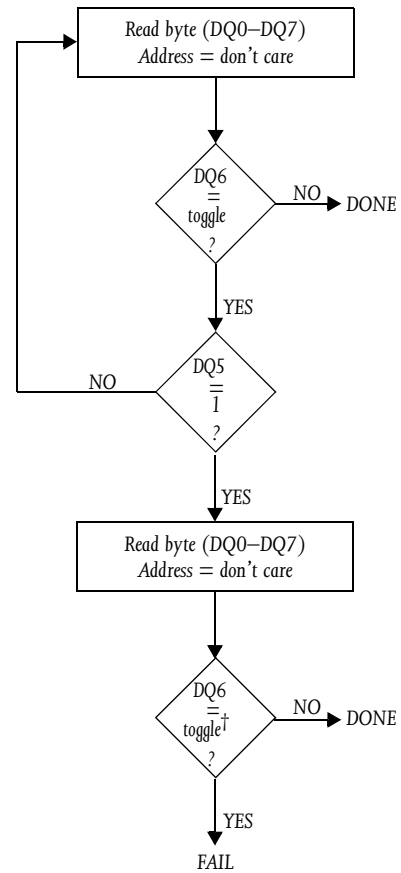 Read byte (DQ0–DQ7)
Address = don't care
DQ6
=
toggle
?
NO
DONE
YES
DQ5
=
1
?
NO
YES
Read byte (DQ0–DQ7)
Address = don't care
DQ6
=
toggle†
?
NO
DONE
YES
FAIL